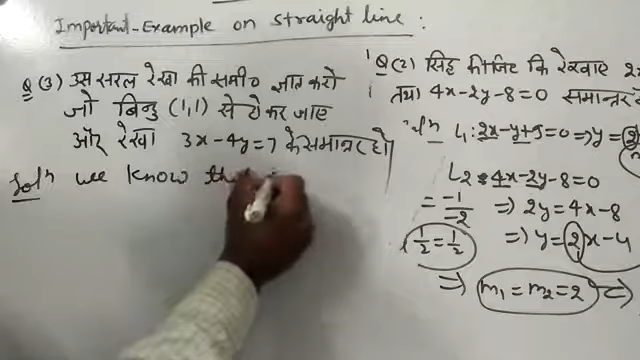 Important-Example on straight line :
Q (3) उस सरल रेखा की समी० ज्ञात करो
जो बिन्दु (1,1) से होकर जाए
और रेखा 3x-4y=7 के समान्तर हो
Solⁿ we know
Q (2) सिद्ध कीजिए कि रेखाएं
तथा 4x-2y-8=0 समान्तर
L₁: 2x-y+5=0 ⇒y=
L₂: 4x-2y-8=0
= -1/-2 ⇒ 2y=4x-8
1/2=1/2 ⇒ y=2x-4
⇒ m₁=m₂=2